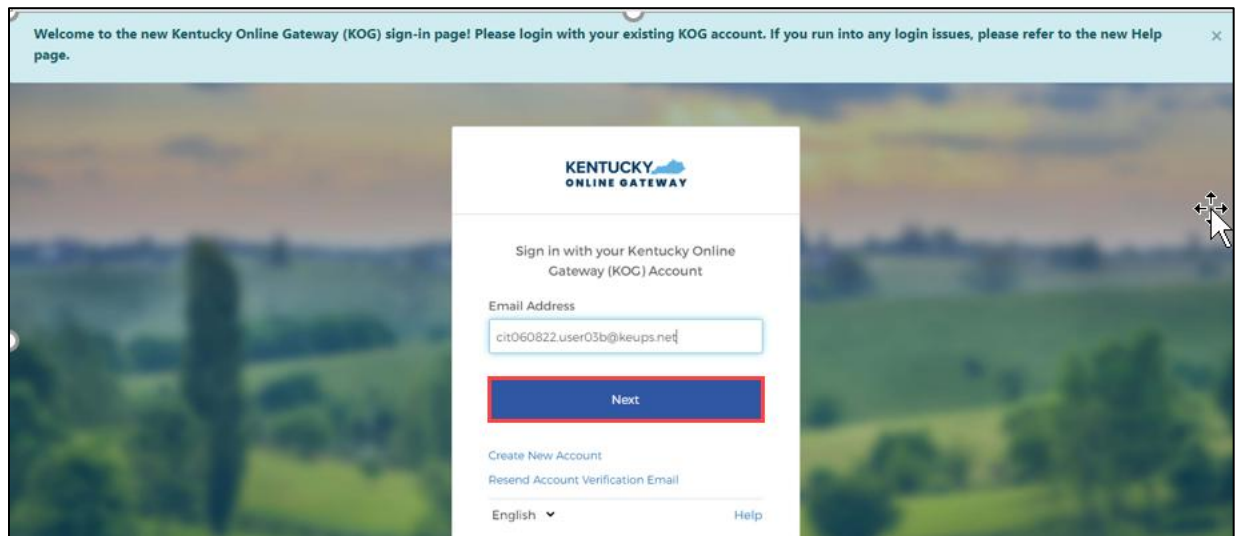 Welcome to the new Kentucky Online Gateway (KOG) sign-in page! Please login with your existing KOG account. If you run into any login issues, please refer to the new Help
page.
×
KENTUCKY
ONLINE GATEWAY
Sign in with your Kentucky Online
Gateway (KOG) Account
Email Address
cit060822.user03b@keups.net
Next
Create New Account
Resend Account Verification Email
English Help